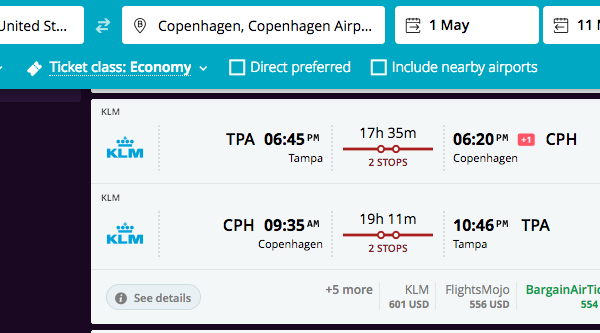 United St...
Copenhagen, Copenhagen Airp...
1 May
11 M
Ticket class: Economy
Direct preferred
Include nearby airports
KLM
KLM
TPA 06:45 PM
Tampa
17h 35m
2 STOPS
06:20 PM +1 CPH
Copenhagen
KLM
KLM
CPH 09:35 AM
Copenhagen
19h 11m
2 STOPS
10:46 PM TPA
Tampa
See details
+5 more
KLM
601 USD
FlightsMojo
556 USD
BargainAirTic
554